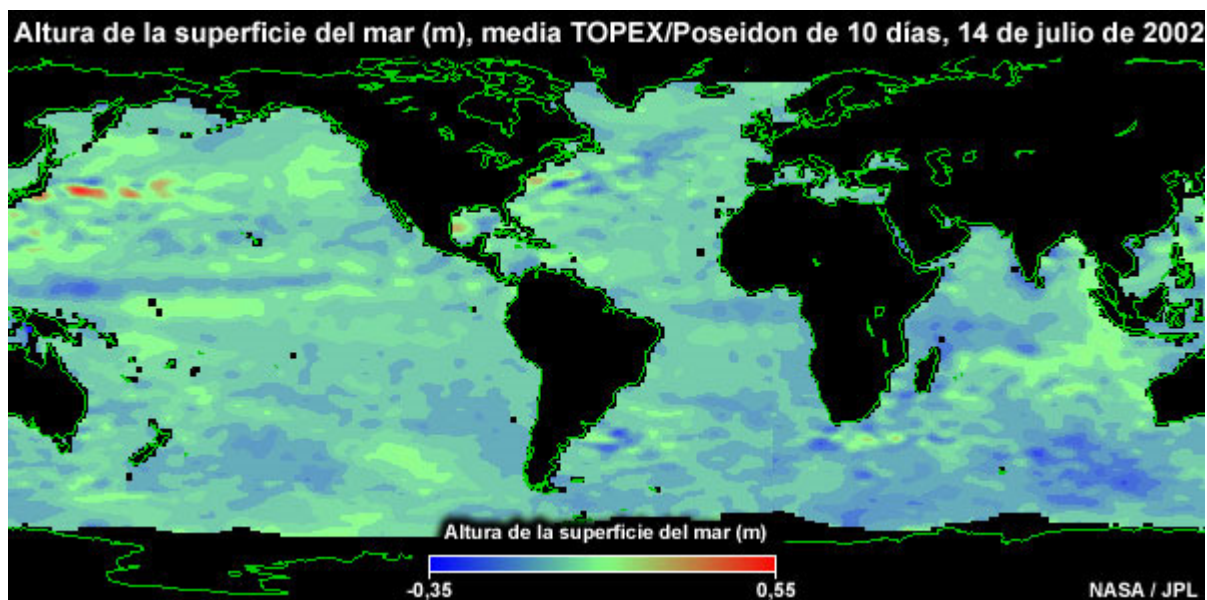 Altura de la superficie del mar (m), media TOPEX/Poseidon de 10 días, 14 de julio de 2002
Altura de la superficie del mar (m)
-0,35 0,55
NASA / JPL